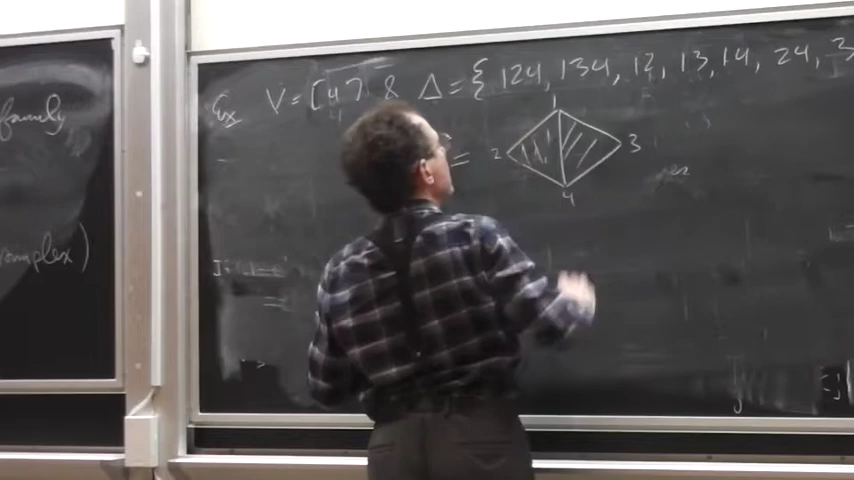 family
complex)
Ex V = [4] & Δ = { 124, 134, 12, 13, 14, 24, 3
=
1
2
3
4